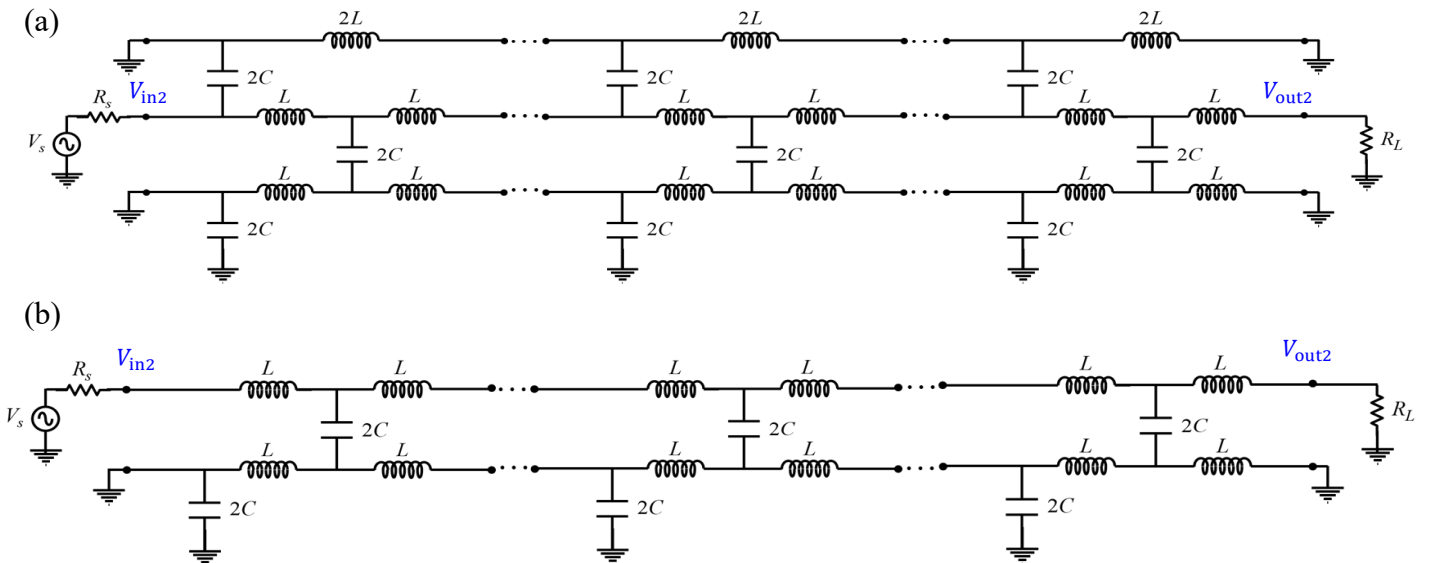 (a)
2L 2L 2L
2C 2C 2C
V_in2 V_out2
R_s L L L L L L
V_s 2C 2C 2C R_L
L L L L L L
2C 2C 2C
(b)
V_in2 V_out2
R_s L L L L L L
V_s 2C 2C 2C R_L
L L L L L L
2C 2C 2C